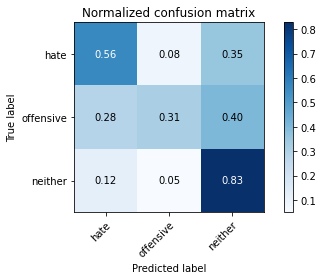 Normalized confusion matrix
True label
hate
0.56 0.08 0.35
offensive
0.28 0.31 0.40
neither
0.12 0.05 0.83
hate offensive neither
Predicted label
0.8
0.7
0.6
0.5
0.4
0.3
0.2
0.1